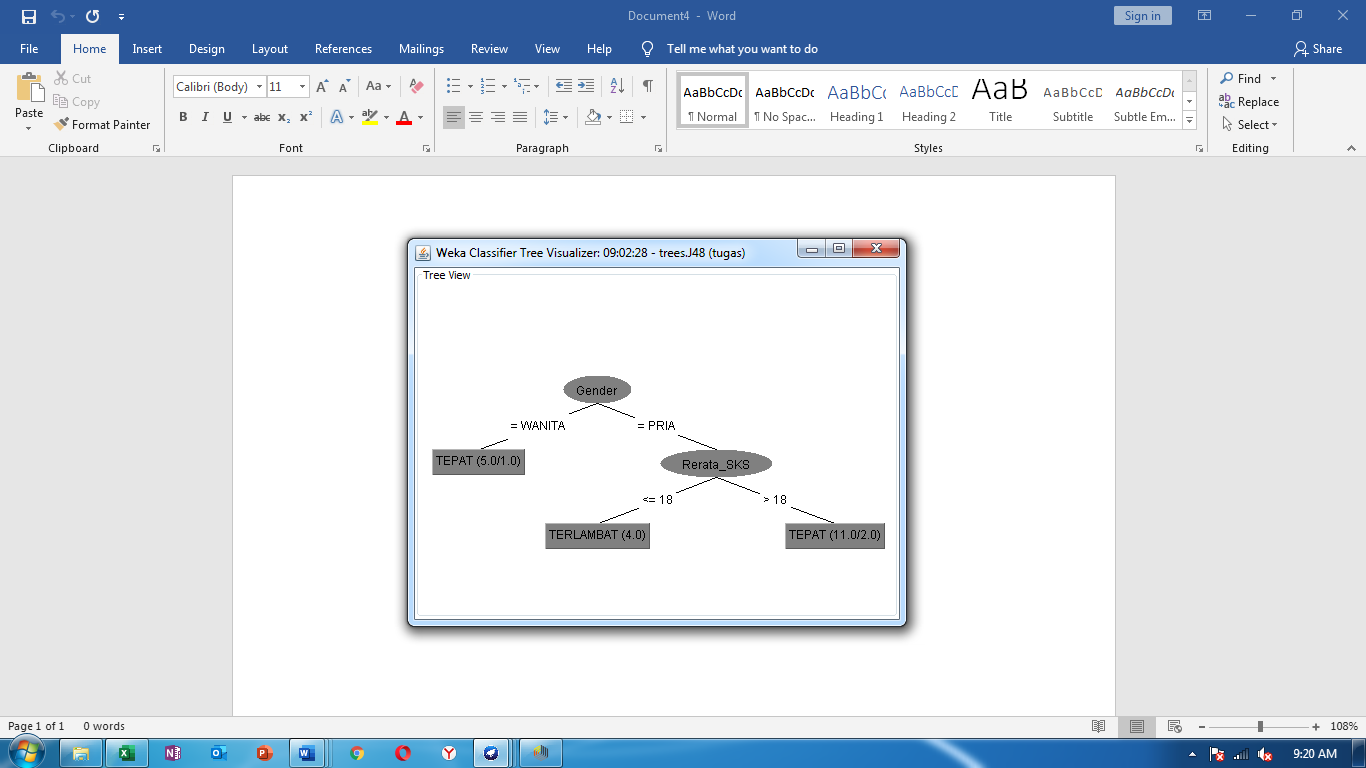 Document4 - Word
Sign in
File Home Insert Design Layout References Mailings Review View Help Tell me what you want to do Share
Paste
Cut
Copy
Format Painter
Clipboard
Calibri (Body) 11
Aa
B I U abc x2 x2 A ab A
Font
A Z
Paragraph
AaBbCcDc AaBbCcDc AaBbCc AaBbCcD AaB AaBbCcD AaBbCcDc
¶ Normal ¶ No Spac... Heading 1 Heading 2 Title Subtitle Subtle Em...
Styles
Find
Replace
Select
Editing
Weka Classifier Tree Visualizer: 09:02:28 - trees.J48 (tugas)
Tree View
Gender
= WANITA = PRIA
TEPAT (5.0/1.0) Rerata_SKS
<= 18 > 18
TERLAMBAT (4.0) TEPAT (11.0/2.0)
Page 1 of 1 0 words
108%
9:20 AM